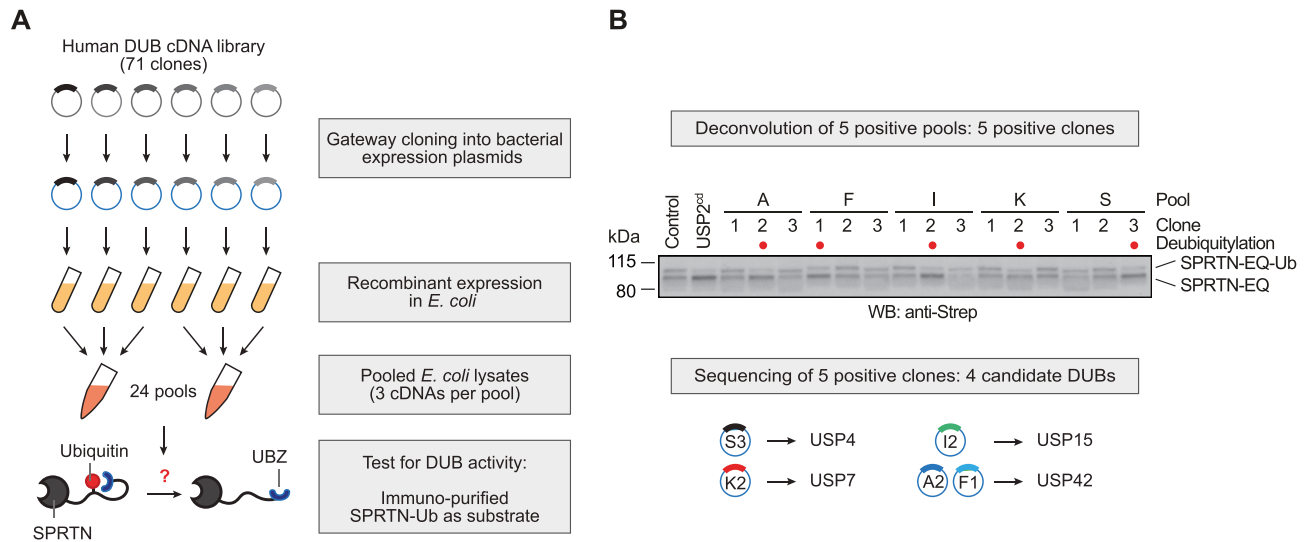 A
Human DUB cDNA library
(71 clones)
Gateway cloning into bacterial
expression plasmids
Recombinant expression
in E. coli
24 pools
Pooled E. coli lysates
(3 cDNAs per pool)
Ubiquitin
?
UBZ
SPRTN
Test for DUB activity:
Immuno-purified
SPRTN-Ub as substrate
B
Deconvolution of 5 positive pools: 5 positive clones
Control
USP2cd
A F I K S Pool
1 2 3 1 2 3 1 2 3 1 2 3 1 2 3 Clone
Deubiquitylation
kDa
115
80
SPRTN-EQ-Ub
SPRTN-EQ
WB: anti-Strep
Sequencing of 5 positive clones: 4 candidate DUBs
S3 USP4
I2 USP15
K2 USP7
A2 F1 USP42